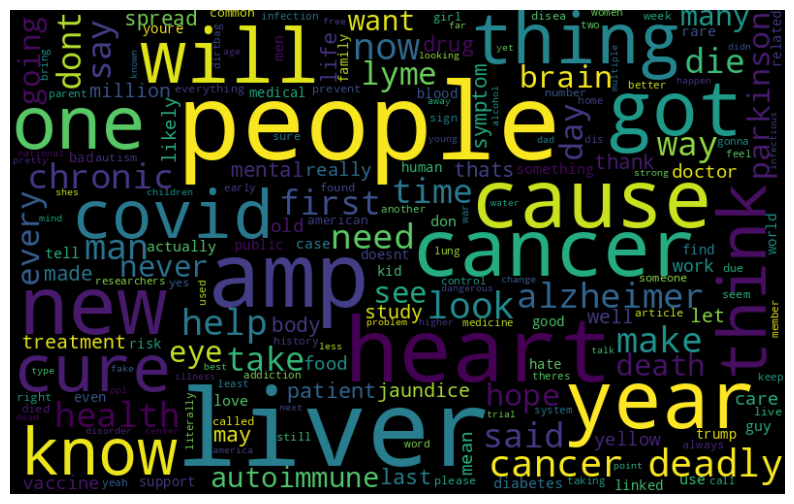 spread youre common infection girl disea women week free
going dont say will million life family want now drug many thing far two rare
bring age men dirtbag looking yet didn related
known everything prevent lyme symptom brain die multiple happen parkinson
parent medical blood number better
one people sign away alcohol day home got infectious
national sure young dad dis gonna
pretty bad autism likely human thats something way thank feel doctor
chronic mental really strong
shes children early found time cause
every mind covid first american another don war water world
tell actually old public case doesnt need lung cancer find think
man made never kid see control work due
researchers yes used amp look dangerous change someone seem
new help body study problem higher medicine alzheimer well article let member
treatment risk eye history less good make
type fake cure take food heart talk hate theres death keep
right even illness best addiction least patient jaundice hope year care live
died ppl love next trial system
dead health disorder center literally called liver said yellow trump guy
know america may still word mean always
vaccine yeah support autoimmune last please diabetes cancer deadly
taking linked point use call